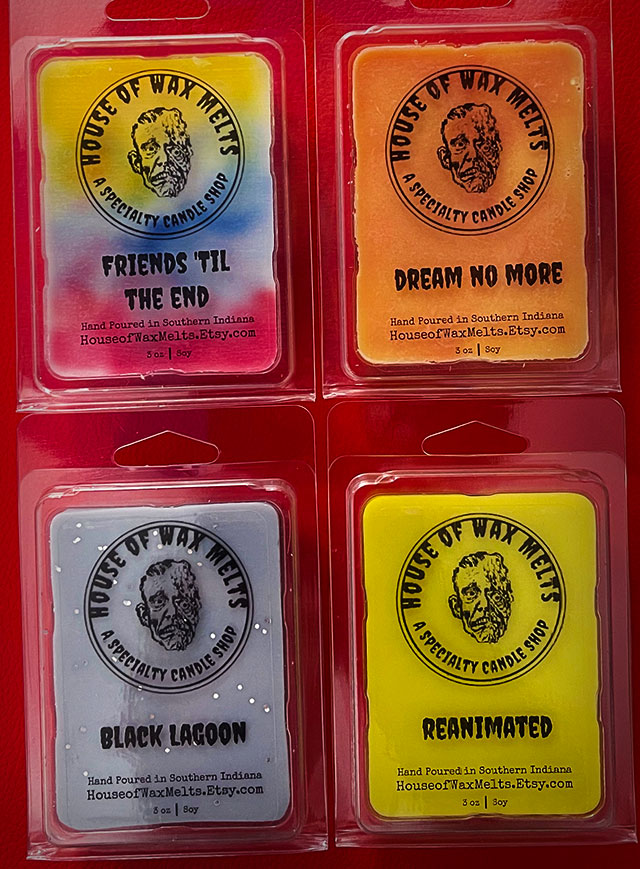 HOUSE OF WAX MELTS
A SPECIALTY CANDLE SHOP
FRIENDS 'TIL
THE END
Hand Poured in Southern Indiana
HouseofWaxMelts.Etsy.com
3 oz | Soy
HOUSE OF WAX MELTS
A SPECIALTY CANDLE SHOP
DREAM NO MORE
Hand Poured in Southern Indiana
HouseofWaxMelts.Etsy.com
3 oz | Soy
HOUSE OF WAX MELTS
A SPECIALTY CANDLE SHOP
BLACK LAGOON
Hand Poured in Southern Indiana
HouseofWaxMelts.Etsy.com
3 oz | Soy
HOUSE OF WAX MELTS
A SPECIALTY CANDLE SHOP
REANIMATED
Hand Poured in Southern Indiana
HouseofWaxMelts.Etsy.com
3 oz | Soy